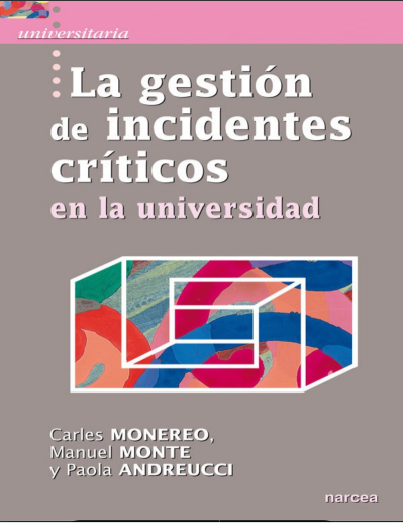 universitaria
La gestión
de incidentes
críticos
en la universidad
Carles MONEREO,
Manuel MONTE
y Paola ANDREUCCI
narcea